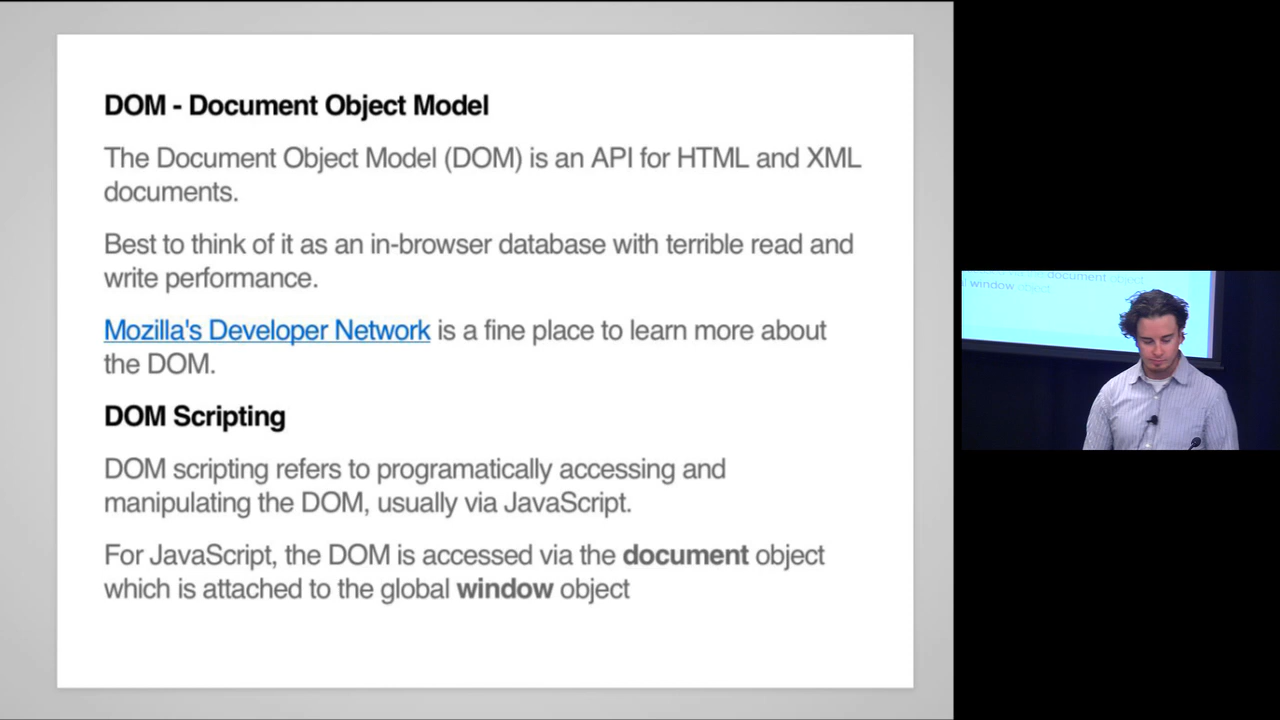 DOM - Document Object Model
The Document Object Model (DOM) is an API for HTML and XML
documents.
Best to think of it as an in-browser database with terrible read and
write performance.
Mozilla's Developer Network is a fine place to learn more about
the DOM.
DOM Scripting
DOM scripting refers to programatically accessing and
manipulating the DOM, usually via JavaScript.
For JavaScript, the DOM is accessed via the document object
which is attached to the global window object
document object
window object